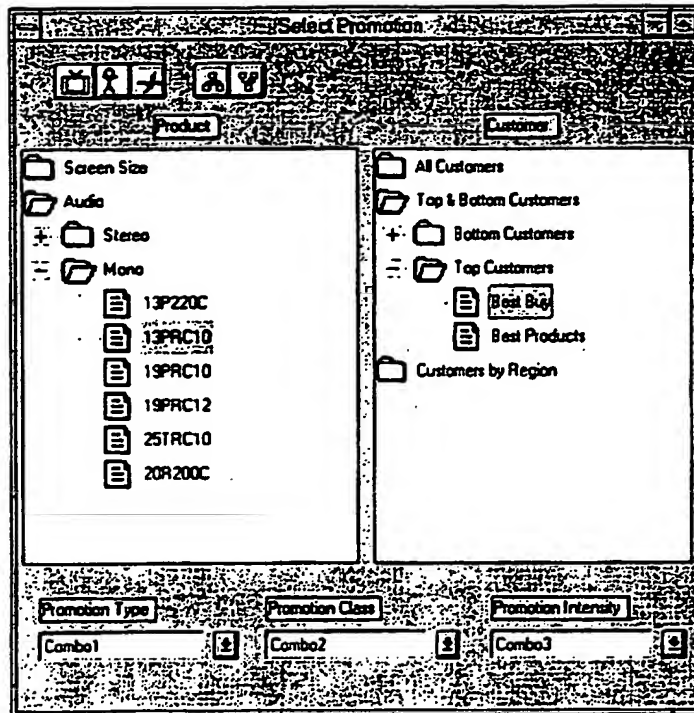 Select Promotion
Product
Customer:
Screen Size
Audio
Stereo
Mono
13P220C
13PRC10
19PRC10
19PRC12
25TRC10
20R200C
All Customers
Top & Bottom Customers
Bottom Customers
Top Customers
Best Buy
Best Products
Customers by Region
Promotion Type
Promotion Class
Promotion Intensity
Combo1
Combo2
Combo3